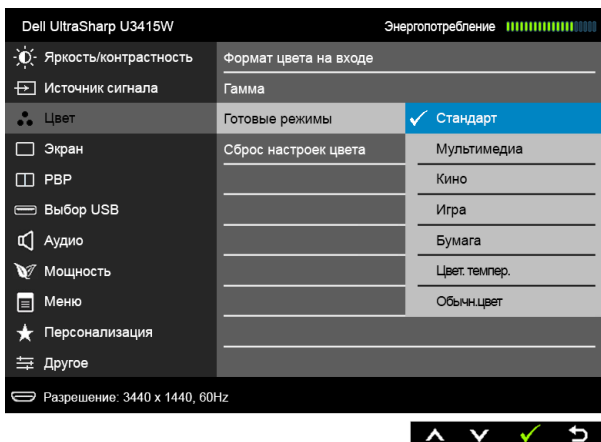 Dell UltraSharp U3415W Энергопотребление
Яркость/контрастность Формат цвета на входе
Источник сигнала Гамма
Цвет Готовые режимы Стандарт
Экран Сброс настроек цвета Мультимедиа
PBP Кино
Выбор USB Игра
Аудио Бумага
Мощность Цвет. темпер.
Меню Обычн.цвет
Персонализация
Другое
Разрешение: 3440 x 1440, 60Hz